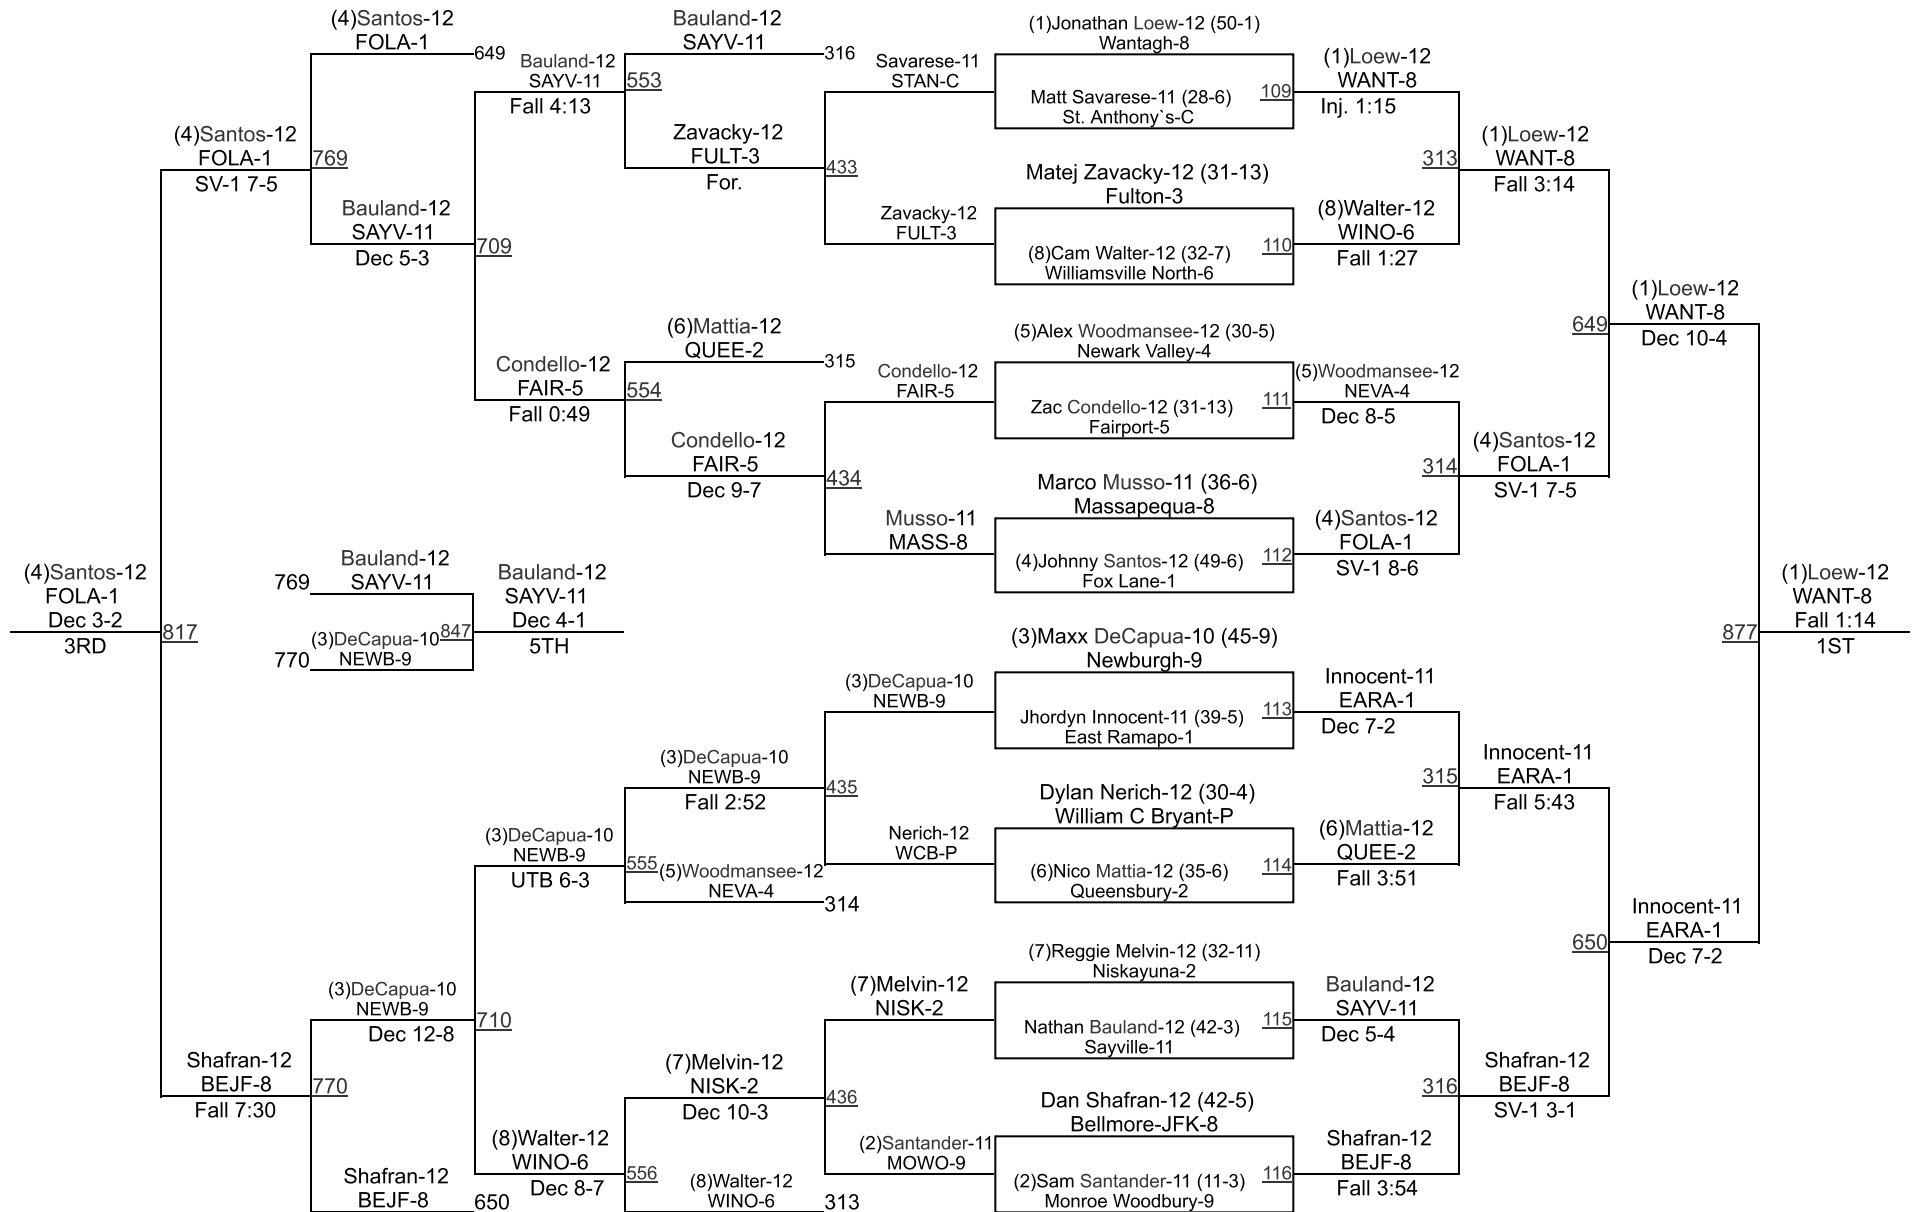 (4)Santos-12
FOLA-1
649
Bauland-12
SAYV-11
Fall 4:13
553
Bauland-12
SAYV-11
316
Zavacky-12
FULT-3
For.
433
Savarese-11
STAN-C
Zavacky-12
FULT-3
(1)Jonathan Loew-12 (50-1)
Wantagh-8
Matt Savarese-11 (28-6)
St. Anthony`s-C
109
(1)Loew-12
WANT-8
Inj. 1:15
Matej Zavacky-12 (31-13)
Fulton-3
(8)Cam Walter-12 (32-7)
Williamsville North-6
110
(8)Walter-12
WINO-6
Fall 1:27
313
(1)Loew-12
WANT-8
Fall 3:14
(4)Santos-12
FOLA-1
SV-1 7-5
769
Bauland-12
SAYV-11
Dec 5-3
709
Condello-12
FAIR-5
Fall 0:49
554
(6)Mattia-12
QUEE-2
315
Condello-12
FAIR-5
Dec 9-7
434
Condello-12
FAIR-5
Musso-11
MASS-8
(5)Alex Woodmansee-12 (30-5)
Newark Valley-4
Zac Condello-12 (31-13)
Fairport-5
111
(5)Woodmansee-12
NEVA-4
Dec 8-5
Marco Musso-11 (36-6)
Massapequa-8
(4)Johnny Santos-12 (49-6)
Fox Lane-1
112
(4)Santos-12
FOLA-1
SV-1 8-6
314
(4)Santos-12
FOLA-1
SV-1 7-5
649
(1)Loew-12
WANT-8
Dec 10-4
(4)Santos-12
FOLA-1
Dec 3-2
3RD
817
769
Bauland-12
SAYV-11
770
(3)DeCapua-10
NEWB-9
847
Bauland-12
SAYV-11
Dec 4-1
5TH
877
(1)Loew-12
WANT-8
Fall 1:14
1ST
(3)Maxx DeCapua-10 (45-9)
Newburgh-9
Jhordyn Innocent-11 (39-5)
East Ramapo-1
113
Innocent-11
EARA-1
Dec 7-2
(3)DeCapua-10
NEWB-9
(3)DeCapua-10
NEWB-9
Fall 2:52
435
Nerich-12
WCB-P
Dylan Nerich-12 (30-4)
William C Bryant-P
(6)Nico Mattia-12 (35-6)
Queensbury-2
114
(6)Mattia-12
QUEE-2
Fall 3:51
315
Innocent-11
EARA-1
Fall 5:43
(3)DeCapua-10
NEWB-9
UTB 6-3
555
(5)Woodmansee-12
NEVA-4
314
(3)DeCapua-10
NEWB-9
Dec 12-8
710
(7)Melvin-12
NISK-2
(7)Reggie Melvin-12 (32-11)
Niskayuna-2
Nathan Bauland-12 (42-3)
Sayville-11
115
Bauland-12
SAYV-11
Dec 5-4
650
Innocent-11
EARA-1
Dec 7-2
Shafran-12
BEJF-8
Fall 7:30
770
(7)Melvin-12
NISK-2
Dec 10-3
436
Dan Shafran-12 (42-5)
Bellmore-JFK-8
(2)Sam Santander-11 (11-3)
Monroe Woodbury-9
116
Shafran-12
BEJF-8
Fall 3:54
316
Shafran-12
BEJF-8
SV-1 3-1
(2)Santander-11
MOWO-9
(8)Walter-12
WINO-6
Dec 8-7
556
(8)Walter-12
WINO-6
313
Shafran-12
BEJF-8
650